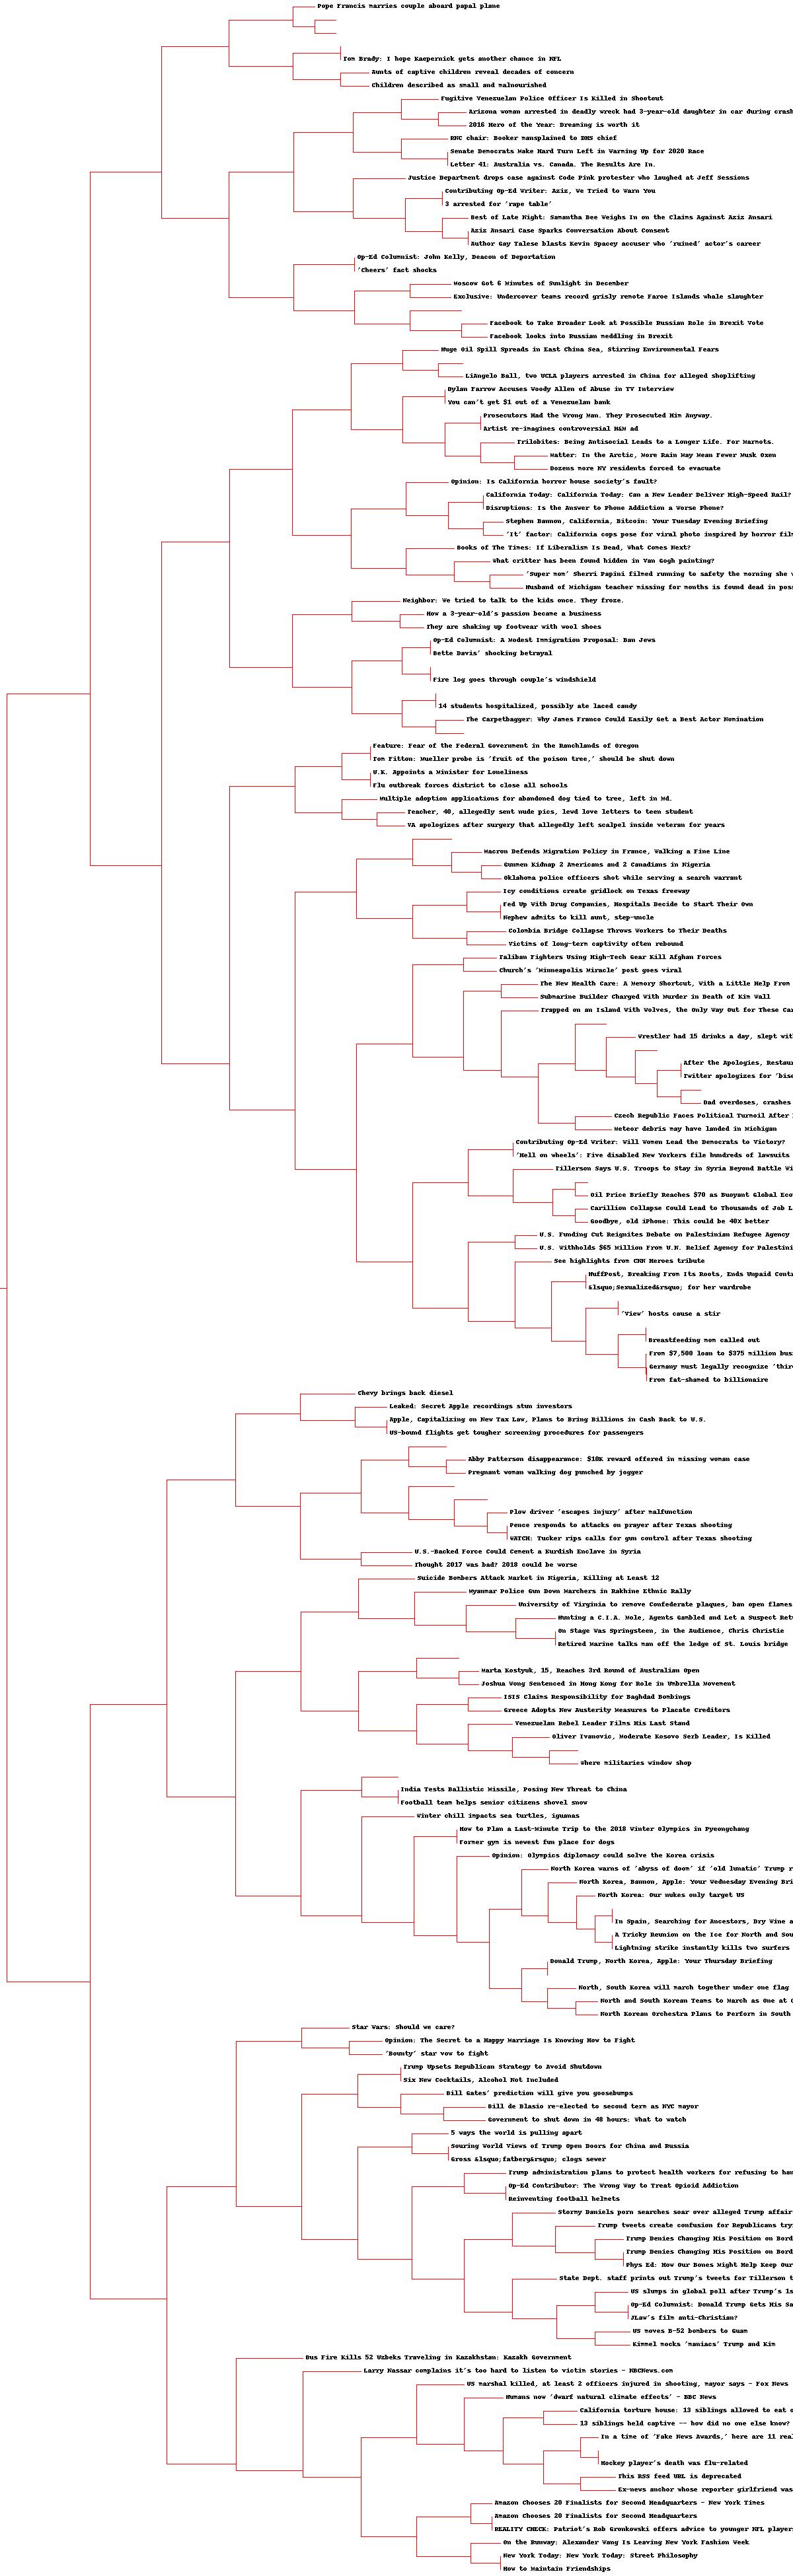 Pope Francis marries couple aboard papal plane
Tom Brady: I hope Kaepernick gets another chance in NFL
Aunts of captive children reveal decades of concern
Children described as small and malnourished
Fugitive Venezuelan Police Officer Is Killed in Shootout
Arizona woman arrested in deadly wreck had 3-year-old daughter in car during crash
2016 Hero of the Year: Dreaming is worth it
RNC chair: Booker mansplained to DHS chief
Senate Democrats Make Hard Turn Left in Warming Up for 2020 Race
Letter 41: Australia vs. Canada. The Results Are In.
Justice Department drops case against Code Pink protester who laughed at Jeff Sessions
Contributing Op-Ed Writer: Aziz, We Tried to Warn You
3 arrested for 'rape table'
Best of Late Night: Samantha Bee Weighs In on the Claims Against Aziz Ansari
Aziz Ansari Case Sparks Conversation About Consent
Author Gay Talese blasts Kevin Spacey accuser who 'ruined' actor's career
Op-Ed Columnist: John Kelly, Deacon of Deportation
'Cheers' fact shocks
Moscow Got 6 Minutes of Sunlight in December
Exclusive: Undercover teams record grisly remote Faroe Islands whale slaughter
Facebook to Take Broader Look at Possible Russian Role in Brexit Vote
Facebook looks into Russian meddling in Brexit
Huge Oil Spill Spreads in East China Sea, Stirring Environmental Fears
LiAngelo Ball, two UCLA players arrested in China for alleged shoplifting
Dylan Farrow Accuses Woody Allen of Abuse in TV Interview
You can't get $1 out of a Venezuelan bank
Prosecutors Had the Wrong Man. They Prosecuted Him Anyway.
Artist re-imagines controversial H&M ad
Trilobites: Being Antisocial Leads to a Longer Life. For Marmots.
Matter: In the Arctic, More Rain May Mean Fewer Musk Oxen
Dozens more NY residents forced to evacuate
Opinion: Is California horror house society's fault?
California Today: California Today: Can a New Leader Deliver High-Speed Rail?
Disruptions: Is the Answer to Phone Addiction a Worse Phone?
Stephen Bannon, California, Bitcoin: Your Tuesday Evening Briefing
'It' factor: California cops pose for viral photo inspired by horror film
Books of The Times: If Liberalism Is Dead, What Comes Next?
What critter has been found hidden in Van Gogh painting?
'Super mom' Sherri Papini filmed running to safety the morning she
Husband of Michigan teacher missing for months is found dead in
Neighbor: We tried to talk to the kids once. They froze.
How a 3-year-old's passion became a business
They are shaking up footwear with wool shoes
Op-Ed Columnist: A Modest Immigration Proposal: Ban Jews
Bette Davis' shocking betrayal
Fire log goes through couple's windshield
14 students hospitalized, possibly ate laced candy
The Carpetbagger: Why James Franco Could Easily Get a Best Actor Nomination
Feature: Fear of the Federal Government in the Ranchlands of Oregon
Tom Fitton: Mueller probe is 'fruit of the poison tree,' should be shut down
U.K. Appoints a Minister for Loneliness
Flu outbreak forces district to close all schools
Multiple adoption applications for abandoned dog tied to tree, left in Md.
Teacher, 40, allegedly sent nude pics, lewd love letters to teen student
VA apologizes after surgery that allegedly left scalpel inside veteran for years
Macron Defends Migration Policy in France, Walking a Fine Line
Gunmen Kidnap 2 Americans and 2 Canadians in Nigeria
Oklahoma police officers shot while serving a search warrant
Icy conditions create gridlock on Texas freeway
Fed Up With Drug Companies, Hospitals Decide to Start Their Own
Nephew admits to kill aunt, step-uncle
Colombia Bridge Collapse Throws Workers to Their Deaths
Victims of long-term captivity often rebound
Taliban Fighters Using High-Tech Gear Kill Afghan Forces
Church's 'Minneapolis Miracle' post goes viral
The New Health Care: A Memory Shortcut, With a Little Help From
Submarine Builder Charged With Murder in Death of Kim Wall
Trapped on an Island With Wolves, the Only Way Out for These
Wrestler had 15 drinks a day, slept
After the Apologies,
Twitter apologizes for
Dad overdoses, crashes
Czech Republic Faces Political Turmoil After
Meteor debris may have landed in Michigan
Contributing Op-Ed Writer: Will Women Lead the Democrats to Victory?
'Hell on wheels': Five disabled New Yorkers file hundreds of lawsuits
Tillerson Says U.S. Troops to Stay in Syria Beyond Battle
Oil Price Briefly Reaches $70 as Buoyant Global
Carillion Collapse Could Lead to Thousands of Job
Goodbye, old iPhone: This could be 40X better
U.S. Funding Cut Reignites Debate on Palestinian Refugee Agency
U.S. Withholds $65 Million From U.N. Relief Agency for
See highlights from CNN Heroes tribute
HuffPost, Breaking From Its Roots, Ends Unpaid
&lsquo;Sexualized&rsquo; for her wardrobe
'View' hosts cause a stir
Breastfeeding mom called out
From $7,500 loan to $375 million
Germany must legally recognize
From fat-shamed to billionaire
Chevy brings back diesel
Leaked: Secret Apple recordings stun investors
Apple, Capitalizing on New Tax Law, Plans to Bring Billions in Cash Back to U.S.
US-bound flights get tougher screening procedures for passengers
Abby Patterson disappearance: $10K reward offered in missing woman case
Pregnant woman walking dog punched by jogger
Plow driver 'escapes injury' after malfunction
Pence responds to attacks on prayer after Texas shooting
WATCH: Tucker rips calls for gun control after Texas shooting
U.S.-Backed Force Could Cement a Kurdish Enclave in Syria
Thought 2017 was bad? 2018 could be worse
Suicide Bombers Attack Market in Nigeria, Killing at Least 12
Myanmar Police Gun Down Marchers in Rakhine Ethnic Rally
University of Virginia to remove Confederate plaques, ban open flames
Hunting a C.I.A. Mole, Agents Gambled and Let a Suspect
On Stage Was Springsteen, in the Audience, Chris Christie
Retired Marine talks man off the ledge of St. Louis bridge
Marta Kostyuk, 15, Reaches 3rd Round of Australian Open
Joshua Wong Sentenced in Hong Kong for Role in Umbrella Movement
ISIS Claims Responsibility for Baghdad Bombings
Greece Adopts New Austerity Measures to Placate Creditors
Venezuelan Rebel Leader Films His Last Stand
Oliver Ivanovic, Moderate Kosovo Serb Leader, Is Killed
Where militaries window shop
India Tests Ballistic Missile, Posing New Threat to China
Football team helps senior citizens shovel snow
Winter chill impacts sea turtles, iguanas
How to Plan a Last-Minute Trip to the 2018 Winter Olympics in Pyeongchang
Former gym is newest fun place for dogs
Opinion: Olympics diplomacy could solve the Korea crisis
North Korea warns of 'abyss of doom' if 'old lunatic' Trump
North Korea, Bannon, Apple: Your Wednesday Evening
North Korea: Our nukes only target US
In Spain, Searching for Ancestors, Dry Wine
A Tricky Reunion on the Ice for North and
Lightning strike instantly kills two surfers
Donald Trump, North Korea, Apple: Your Thursday Briefing
North, South Korea will march together under one flag
North and South Korean Teams to March as One at
North Korean Orchestra Plans to Perform in South
Star Wars: Should we care?
Opinion: The Secret to a Happy Marriage Is Knowing How to Fight
'Bounty' star vow to fight
Trump Upsets Republican Strategy to Avoid Shutdown
Six New Cocktails, Alcohol Not Included
Bill Gates' prediction will give you goosebumps
Bill de Blasio re-elected to second term as NYC mayor
Government to shut down in 48 hours: What to watch
5 ways the world is pulling apart
Souring World Views of Trump Open Doors for China and Russia
Gross &lsquo;fatberg&rsquo; clogs sewer
Trump administration plans to protect health workers for refusing to
Op-Ed Contributor: The Wrong Way to Treat Opioid Addiction
Reinventing football helmets
Stormy Daniels porn searches soar over alleged Trump affair
Trump tweets create confusion for Republicans
Trump Denies Changing His Position on
Trump Denies Changing His Position on
Phys Ed: How Our Bones Might Help Keep Our
State Dept. staff prints out Trump's tweets for Tillerson
US slumps in global poll after Trump's
Op-Ed Columnist: Donald Trump Gets His
JLaw's film anti-Christian?
US moves B-52 bombers to Guam
Kimmel mocks 'maniacs' Trump and Kim
Bus Fire Kills 52 Uzbeks Traveling in Kazakhstan: Kazakh Government
Larry Nassar complains it's too hard to listen to victim stories - NBCNews.com
US marshal killed, at least 2 officers injured in shooting, mayor says - Fox News
Humans now 'dwarf natural climate effects' - BBC News
California torture house: 13 siblings allowed to eat
13 siblings held captive -- how did no one else know?
In a time of 'Fake News Awards,' here are 11
Hockey player's death was flu-related
This RSS feed URL is deprecated
Ex-news anchor whose reporter girlfriend was
Amazon Chooses 20 Finalists for Second Headquarters - New York Times
Amazon Chooses 20 Finalists for Second Headquarters
REALITY CHECK: Patriot's Rob Gronkowski offers advice to younger NFL
On the Runway: Alexander Wang Is Leaving New York Fashion Week
New York Today: New York Today: Street Philosophy
How to Maintain Friendships